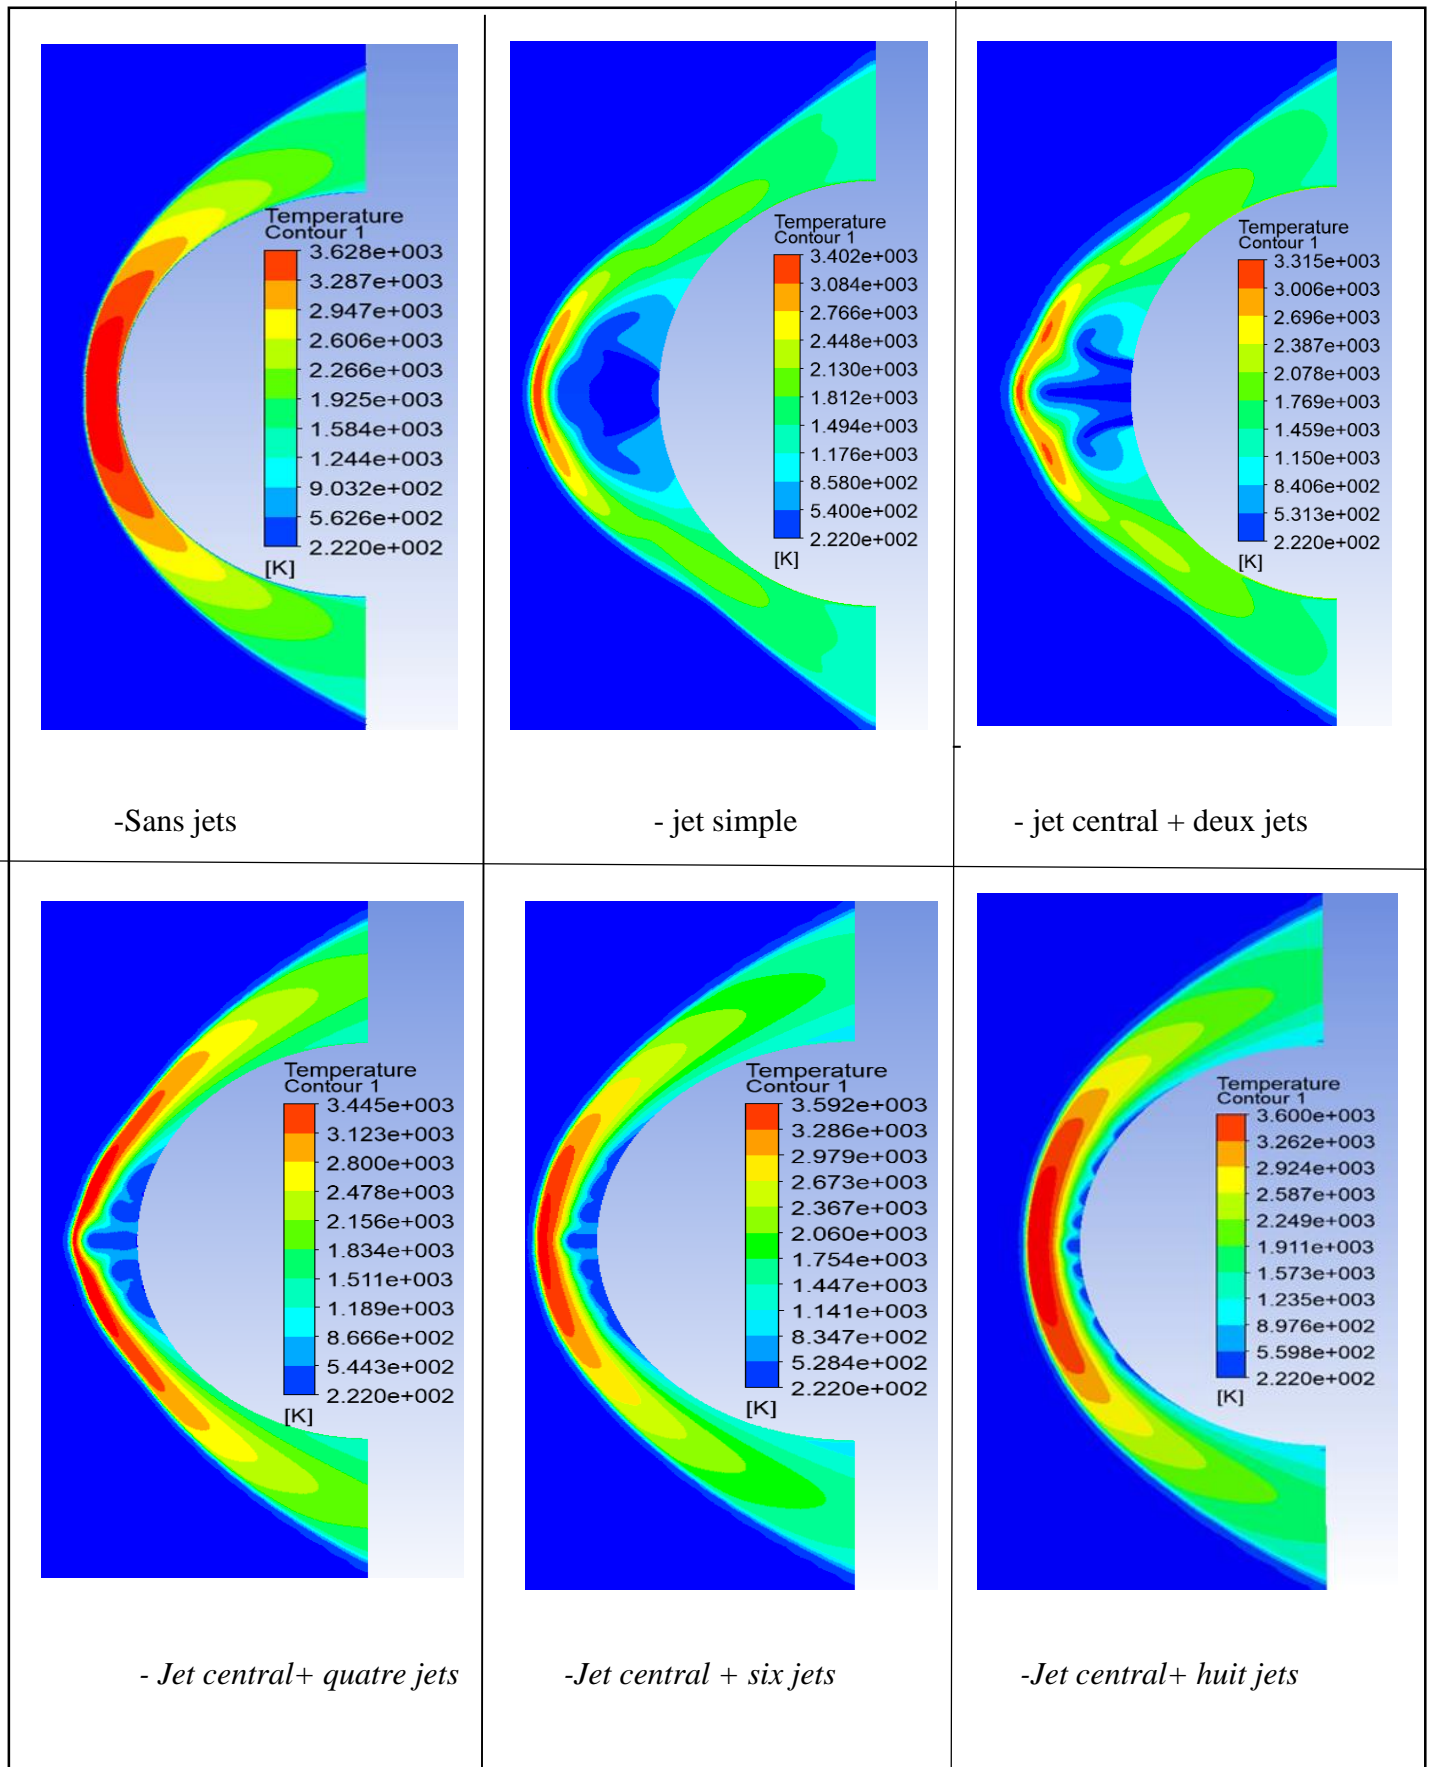 Temperature
Contour 1
3.628e+003
3.287e+003
2.947e+003
2.606e+003
2.266e+003
1.925e+003
1.584e+003
1.244e+003
9.032e+002
5.626e+002
2.220e+002
[K]
-Sans jets
Temperature
Contour 1
3.402e+003
3.084e+003
2.766e+003
2.448e+003
2.130e+003
1.812e+003
1.494e+003
1.176e+003
8.580e+002
5.400e+002
2.220e+002
[K]
- jet simple
Temperature
Contour 1
3.315e+003
3.006e+003
2.696e+003
2.387e+003
2.078e+003
1.769e+003
1.459e+003
1.150e+003
8.406e+002
5.313e+002
2.220e+002
[K]
-
- jet central + deux jets
Temperature
Contour 1
3.445e+003
3.123e+003
2.800e+003
2.478e+003
2.156e+003
1.834e+003
1.511e+003
1.189e+003
8.666e+002
5.443e+002
2.220e+002
[K]
- Jet central+ quatre jets
Temperature
Contour 1
3.592e+003
3.286e+003
2.979e+003
2.673e+003
2.367e+003
2.060e+003
1.754e+003
1.447e+003
1.141e+003
8.347e+002
5.284e+002
2.220e+002
[K]
-Jet central + six jets
Temperature
Contour 1
3.600e+003
3.262e+003
2.924e+003
2.587e+003
2.249e+003
1.911e+003
1.573e+003
1.235e+003
8.976e+002
5.598e+002
2.220e+002
[K]
-Jet central+ huit jets